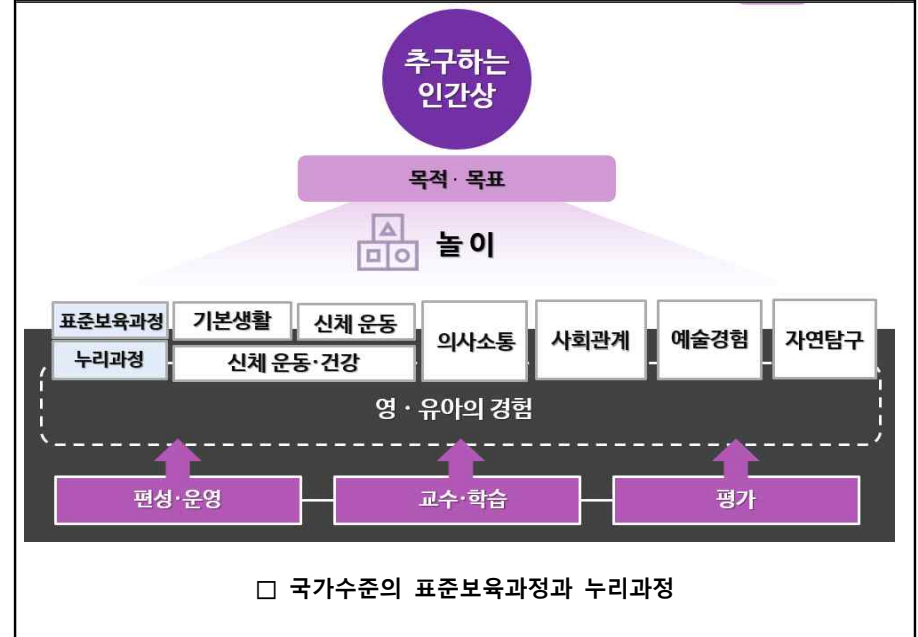 추구하는
인간상
목적·목표
놀이
표준보육과정 기본생활 신체 운동 의사소통 사회관계 예술경험 자연탐구
누리과정 신체 운동·건강
영·유아의 경험
편성·운영 교수·학습 평가
□ 국가수준의 표준보육과정과 누리과정